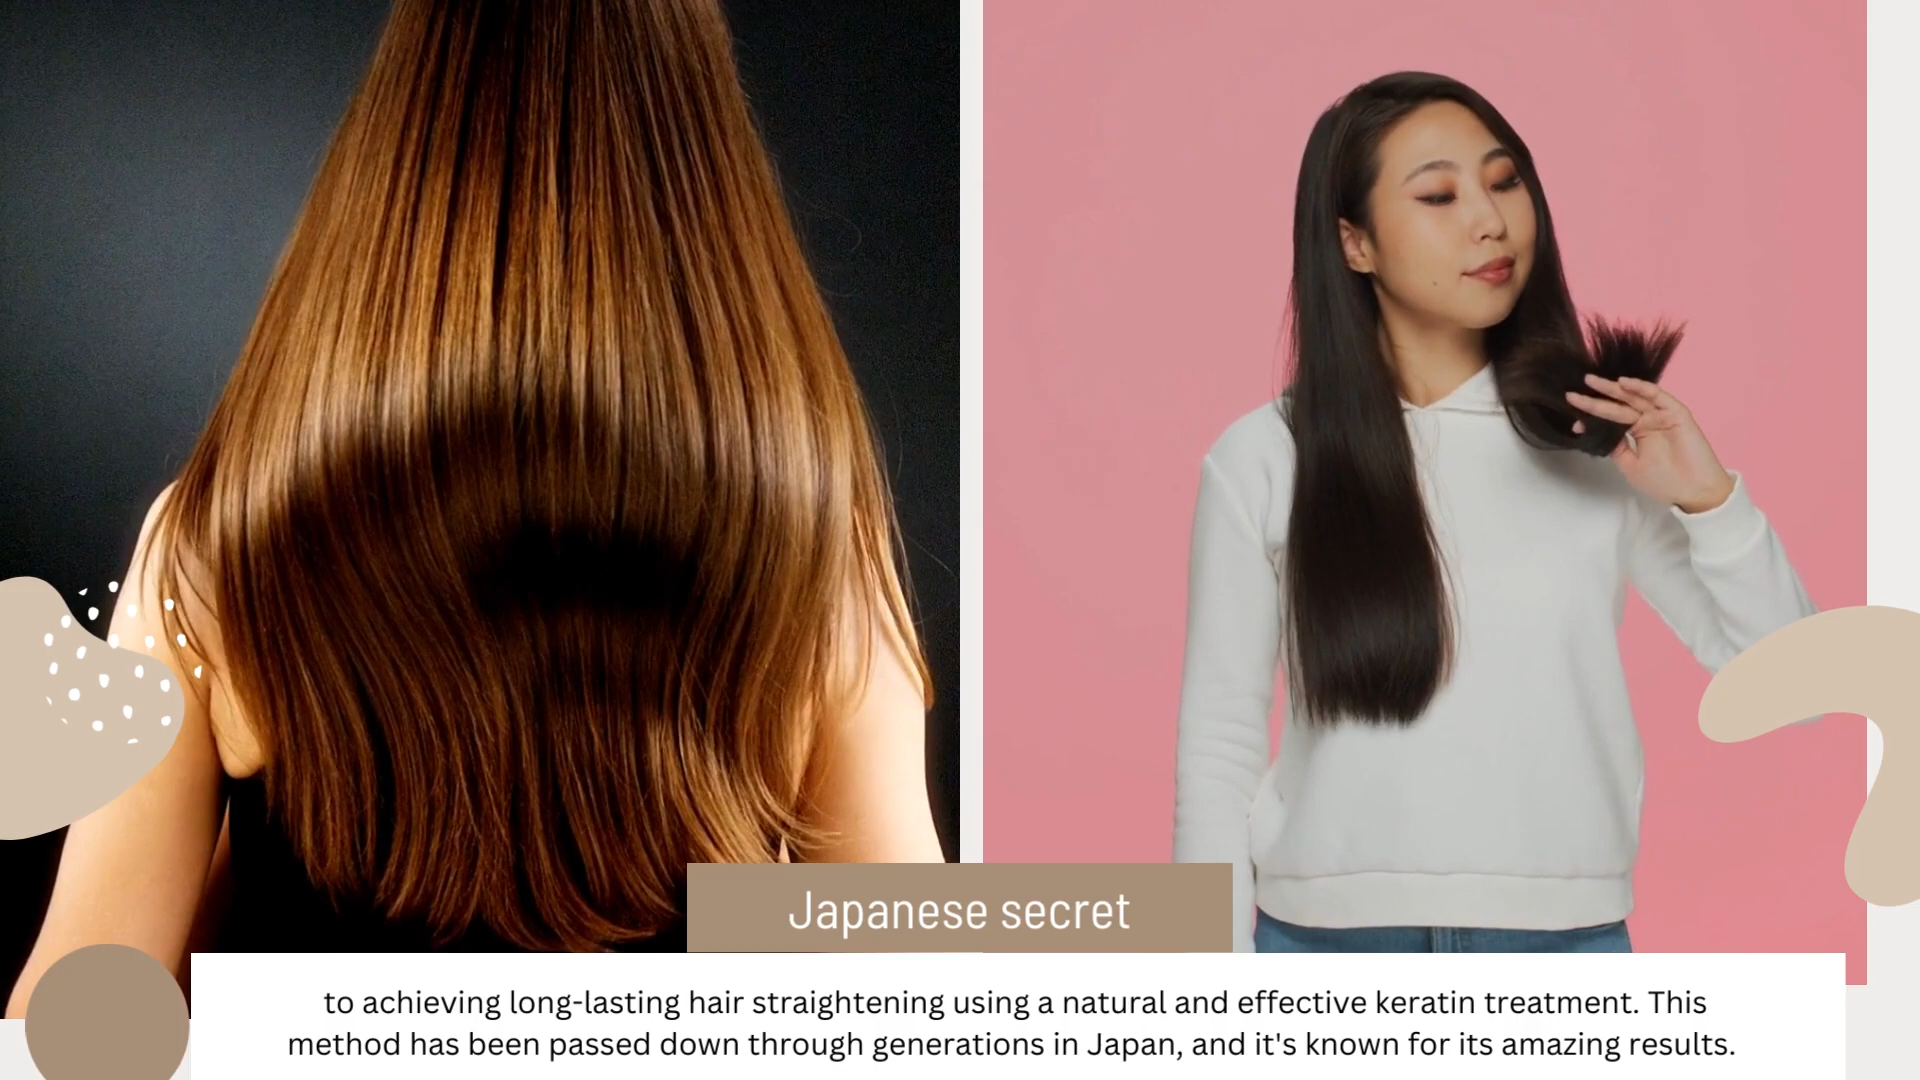 Japanese secret
to achieving long-lasting hair straightening using a natural and effective keratin treatment. This
method has been passed down through generations in Japan, and it's known for its amazing results.